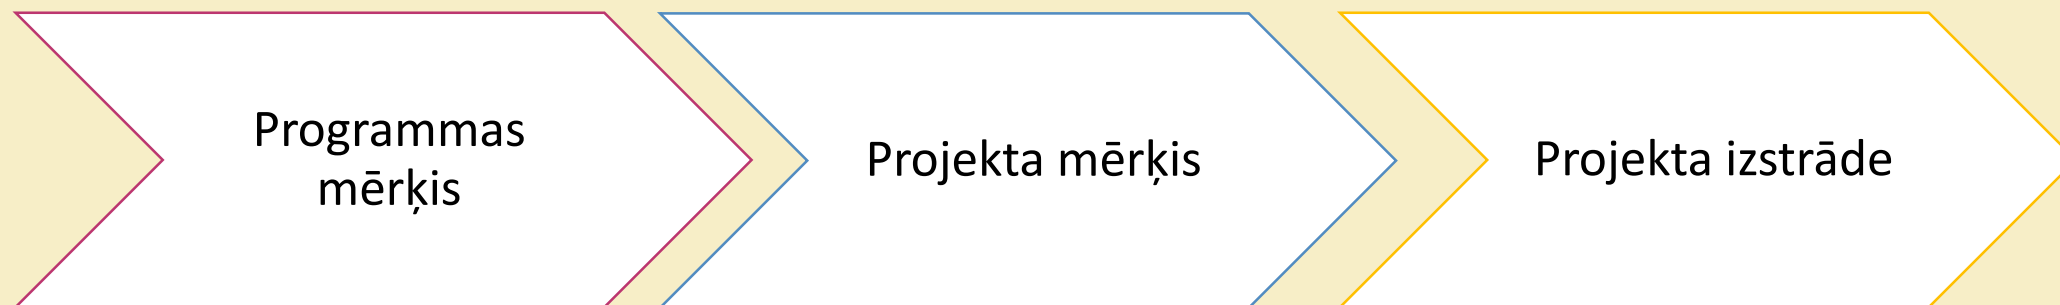 Programmas
mērķis
Projekta mērķis
Projekta izstrāde